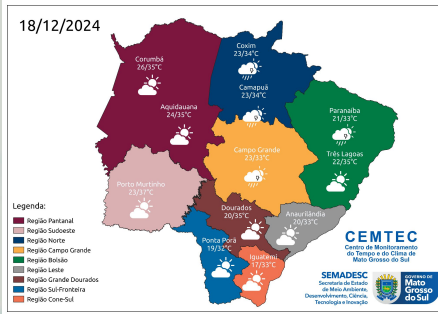 18/12/2024
Coxim
23/34°C
Corumbá
26/35°C
Camapuã
23/34°C
Aquidauana
24/35°C
Paranaíba
21/33°C
Campo Grande
23/33°C
Três Lagoas
22/35°C
Porto Murtinho
23/37°C
Dourados
20/35°C
Anaurilândia
20/33°C
Ponta Porã
19/32°C
Iguatemi
17/33°C
Legenda:
Região Pantanal
Região Sudoeste
Região Norte
Região Campo Grande
Região Bolsão
Região Leste
Região Grande Dourados
Região Sul-Fronteira
Região Cone-Sul
CEMTEC
Centro de Monitoramento
do Tempo e do Clima de
Mato Grosso do Sul
SEMADESC
Secretaria de Estado
de Meio Ambiente,
Desenvolvimento, Ciência,
Tecnologia e Inovação
GOVERNO DE
Mato
Grosso
do Sul